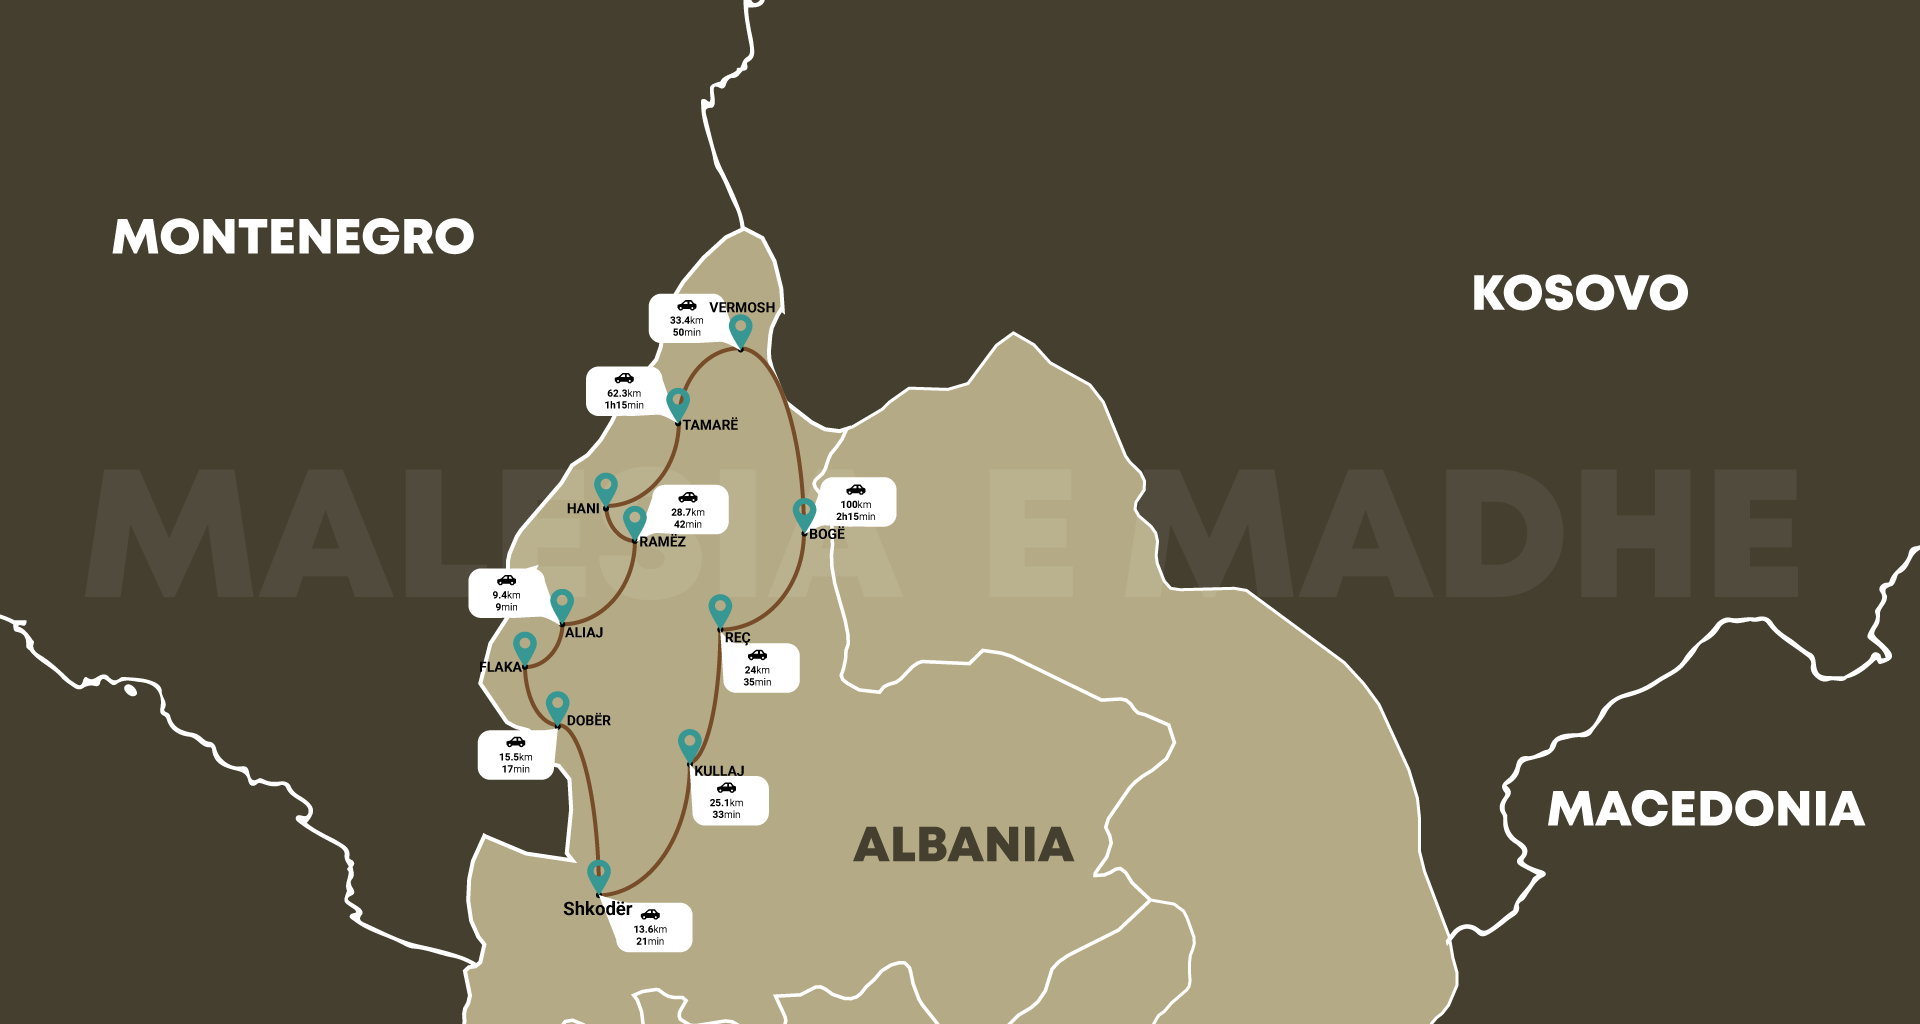 MONTENEGRO
KOSOVO
VERMOSH
33.4km
50min
62.3km
1h15min
TAMARË
MALESIA E MADHE
HANI
28.7km
42min
RAMËZ
100km
2h15min
BOGË
9.4km
9min
ALIAJ
REÇ
24km
35min
FLAKA
DOBËR
15.5km
17min
KULLAJ
25.1km
33min
MACEDONIA
ALBANIA
Shkodër
13.6km
21min